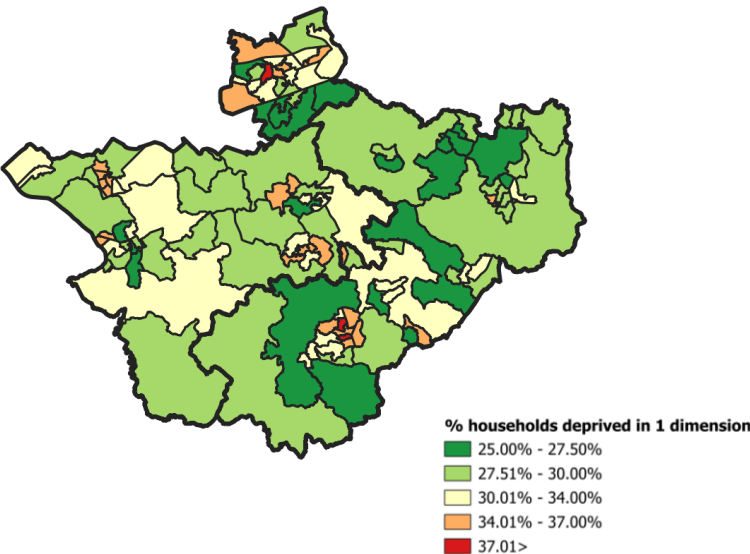 % households deprived in 1 dimension
25.00% - 27.50%
27.51% - 30.00%
30.01% - 34.00%
34.01% - 37.00%
37.01>